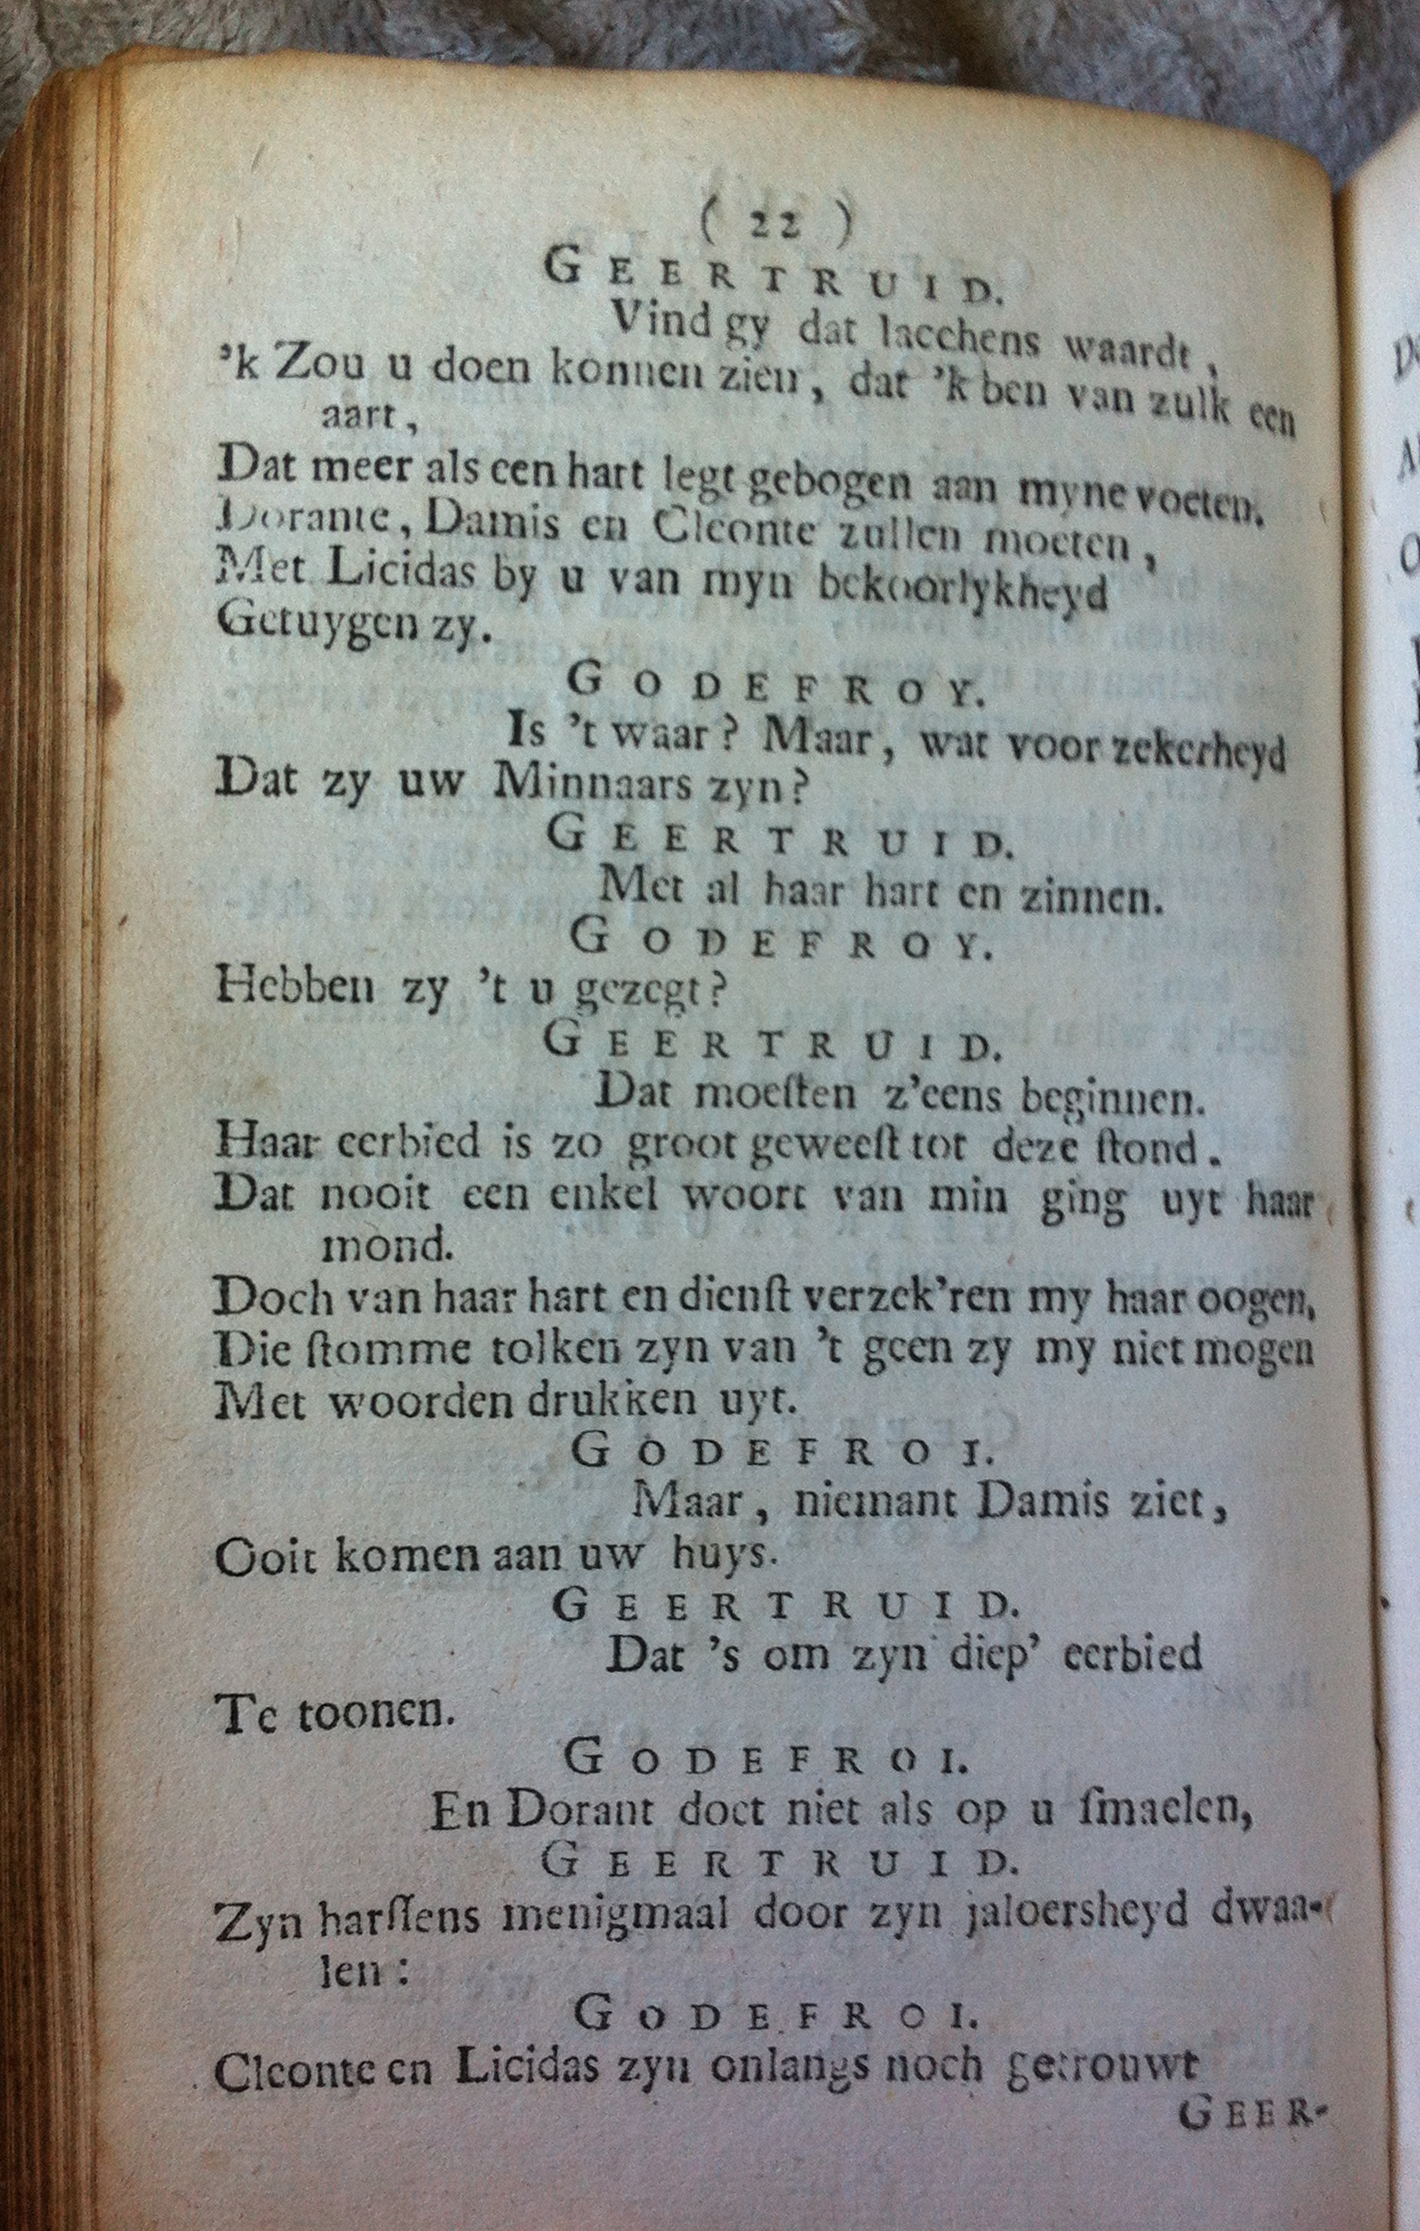 ( 22 )
GEERTRUID.
Vind gy dat lacchens waardt,
'k Zou u doen konnen zien, dat 'k ben van zulk een
aart,
Dat meer als een hart legt gebogen aan myne voeten.
Dorante, Damis en Cleonte zullen moeten,
Met Licidas by u van myn bekoorlykheyd
Getuygen zy.
GODEFROY.
Is 't waar? Maar, wat voor zekerheyd
Dat zy uw Minnaars zyn?
GEERTRUID.
Met al haar hart en zinnen.
GODEFROY.
Hebben zy 't u gezegt?
GEERTRUID.
Dat moeſten z'eens beginnen.
Haar eerbied is zo groot geweeſt tot deze ſtond.
Dat nooit een enkel woort van min ging uyt haar
mond.
Doch van haar hart en dienſt verzek'ren my haar oogen,
Die ſtomme tolken zyn van 't geen zy my niet mogen
Met woorden drukken uyt.
GODEFROI.
Maar, niemant Damis ziet,
Ooit komen aan uw huys.
GEERTRUID.
Dat 's om zyn diep' eerbied
Te toonen.
GODEFROI.
En Dorant doet niet als op u ſmaelen,
GEERTRUID.
Zyn harſſens menigmaal door zyn jaloersheyd dwaa-
len:
GODEFROI.
Cleonte en Licidas zyn onlangs noch getrouwt
GEER-